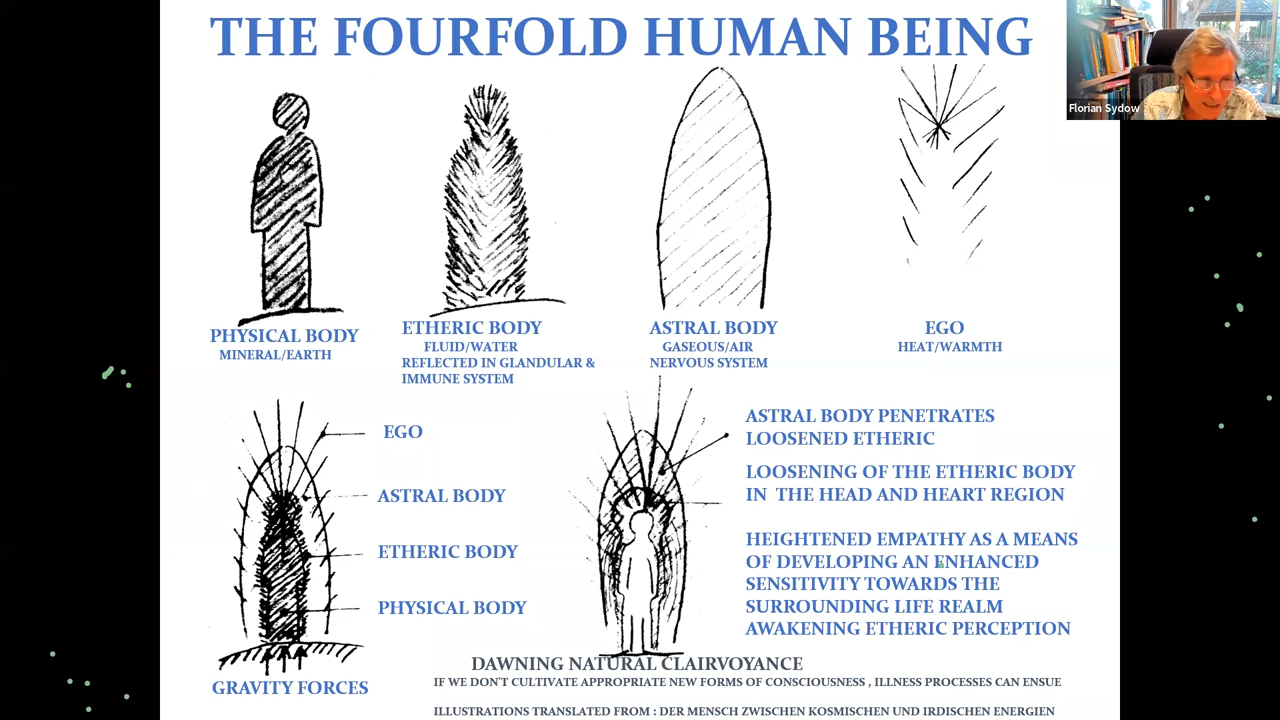 THE FOURFOLD HUMAN BEING
Florian Sydow
PHYSICAL BODY
MINERAL/EARTH
ETHERIC BODY
FLUID/WATER
REFLECTED IN GLANDULAR &
IMMUNE SYSTEM
ASTRAL BODY
GASEOUS/AIR
NERVOUS SYSTEM
EGO
HEAT/WARMTH
EGO
ASTRAL BODY
ETHERIC BODY
PHYSICAL BODY
GRAVITY FORCES
ASTRAL BODY PENETRATES
LOOSENED ETHERIC
LOOSENING OF THE ETHERIC BODY
IN THE HEAD AND HEART REGION
HEIGHTENED EMPATHY AS A MEANS
OF DEVELOPING AN ENHANCED
SENSITIVITY TOWARDS THE
SURROUNDING LIFE REALM
AWAKENING ETHERIC PERCEPTION
DAWNING NATURAL CLAIRVOYANCE
IF WE DON'T CULTIVATE APPROPRIATE NEW FORMS OF CONSCIOUSNESS , ILLNESS PROCESSES CAN ENSUE
ILLUSTRATIONS TRANSLATED FROM : DER MENSCH ZWISCHEN KOSMISCHEN UND IRDISCHEN ENERGIEN